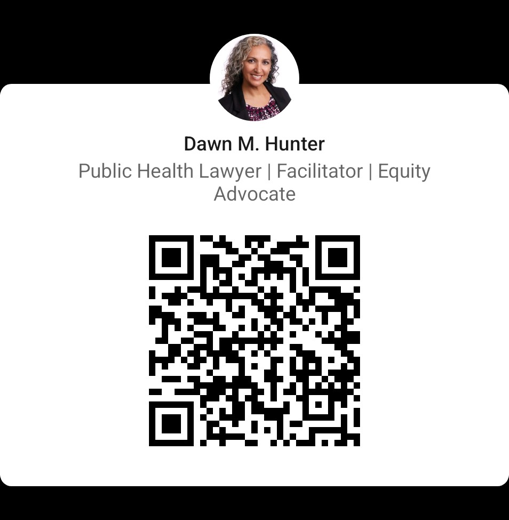 Dawn M. Hunter
Public Health Lawyer | Facilitator | Equity
Advocate